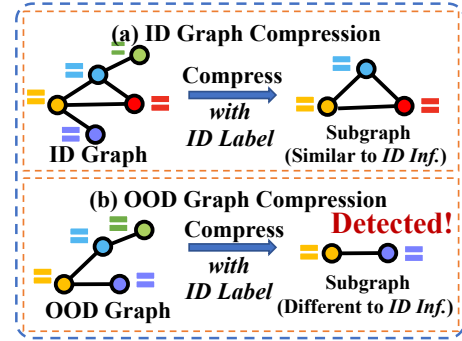 (a) ID Graph Compression
Compress
with
ID Label
ID Graph
Subgraph
(Similar to ID Inf.)
(b) OOD Graph Compression
Compress
with
ID Label
Detected!
OOD Graph
Subgraph
(Different to ID Inf.)